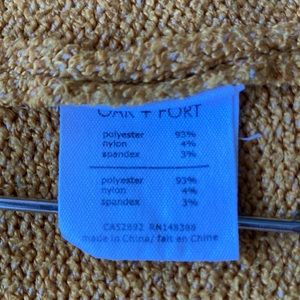 OAK + FORT
polyester 93%
nylon 4%
spandex 3%
polyester 93%
nylon 4%
spandex 3%
CA52892 RN148388
made in China/ fait en Chine